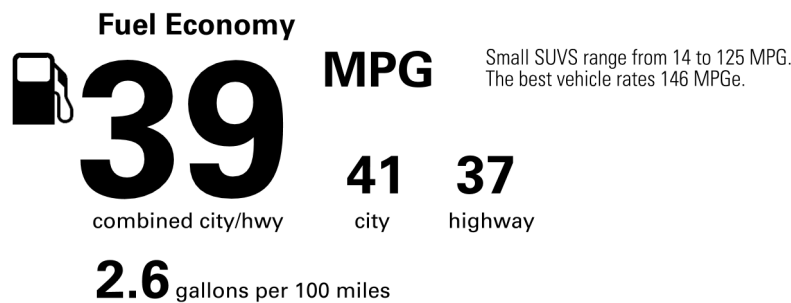 Fuel Economy
39
MPG
Small SUVS range from 14 to 125 MPG.
The best vehicle rates 146 MPGe.
41 37
combined city/hwy city highway
2.6 gallons per 100 miles